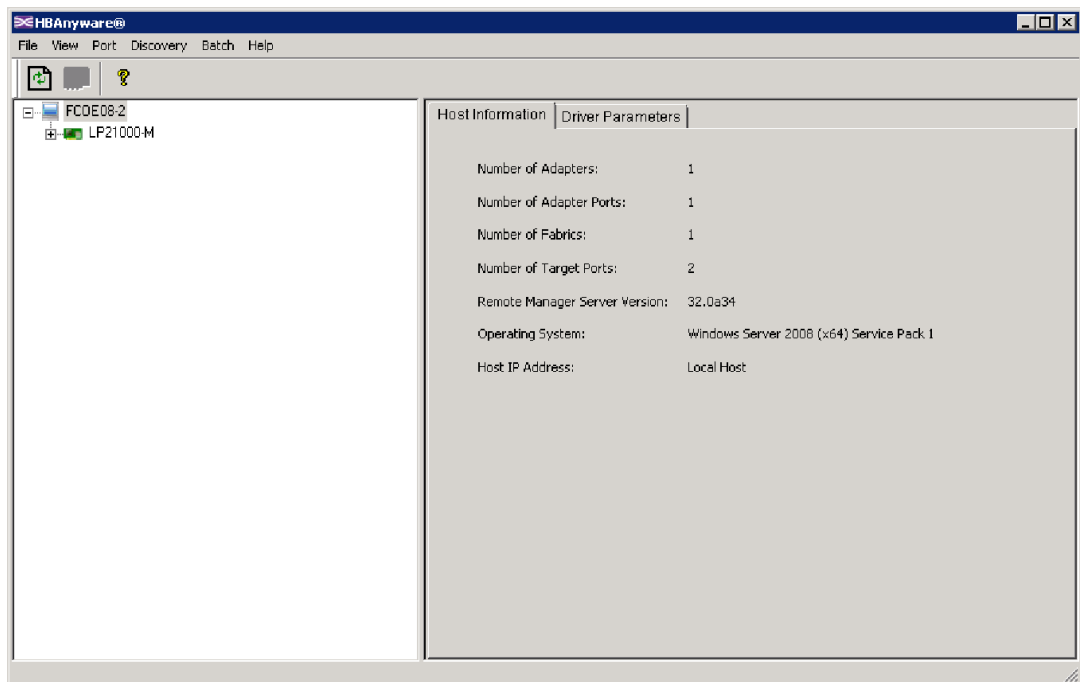 HBAnyware®
File View Port Discovery Batch Help
FCOE08-2
LP21000-M
Host Information Driver Parameters
Number of Adapters: 1
Number of Adapter Ports: 1
Number of Fabrics: 1
Number of Target Ports: 2
Remote Manager Server Version: 32.0a34
Operating System: Windows Server 2008 (x64) Service Pack 1
Host IP Address: Local Host